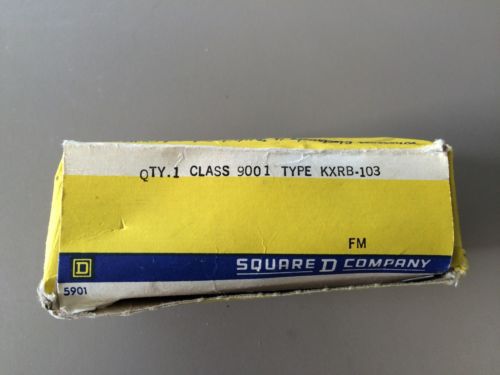 QTY.1 CLASS 9001 TYPE KXRB-103
FM
D SQUARE D COMPANY
5901